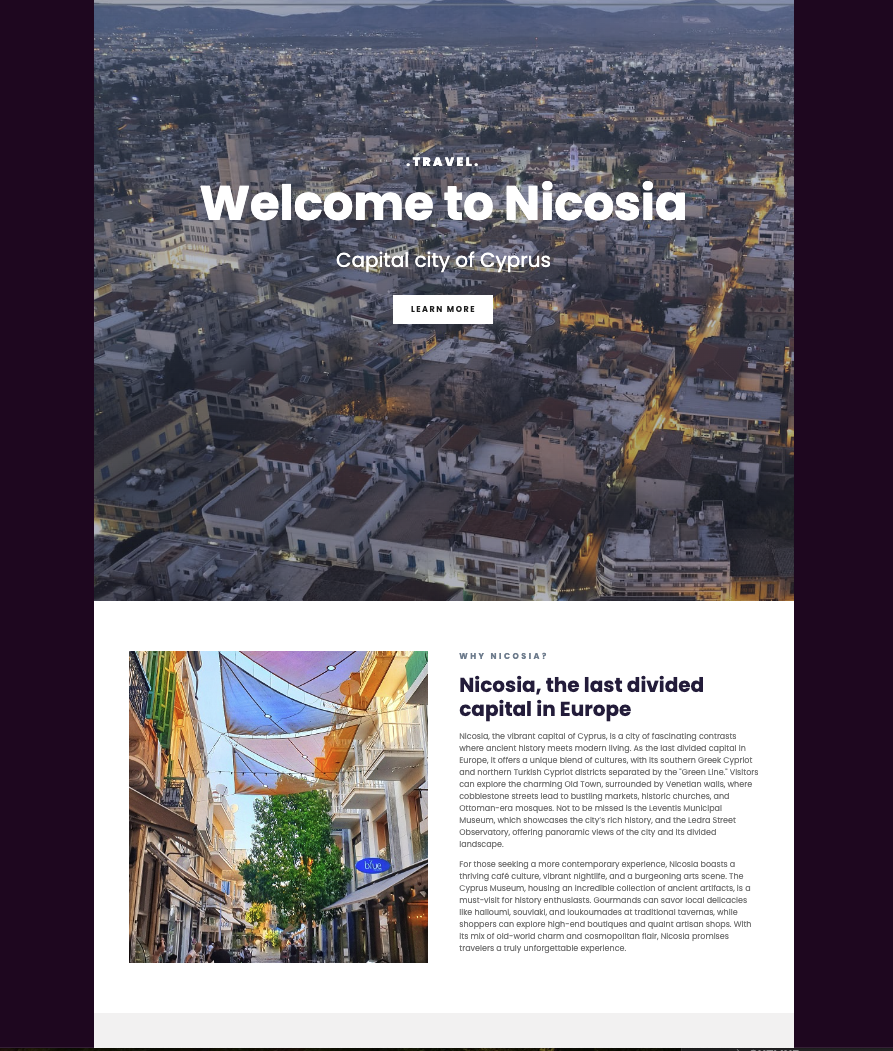 .TRAVEL.
Welcome to Nicosia
Capital city of Cyprus
LEARN MORE
WHY NICOSIA?
Nicosia, the last divided
capital in Europe
Nicosia, the vibrant capital of Cyprus, is a city of fascinating contrasts
where ancient history meets modern living. As the last divided capital in
Europe, it offers a unique blend of cultures, with its southern Greek Cypriot
and northern Turkish Cypriot districts separated by the "Green Line." Visitors
can explore the charming Old Town, surrounded by Venetian walls, where
cobblestone streets lead to bustling markets, historic churches, and
Ottoman-era mosques. Not to be missed is the Leventis Municipal
Museum, which showcases the city's rich history, and the Ledra Street
Observatory, offering panoramic views of the city and its divided
landscape.
For those seeking a more contemporary experience, Nicosia boasts a
thriving café culture, vibrant nightlife, and a burgeoning arts scene. The
Cyprus Museum, housing an incredible collection of ancient artifacts, is a
must-visit for history enthusiasts. Gourmands can savor local delicacies
like halloumi, souvlaki, and loukoumades at traditional tavernas, while
shoppers can explore high-end boutiques and quaint artisan shops. With
its mix of old-world charm and cosmopolitan flair, Nicosia promises
travelers a truly unforgettable experience.
blue